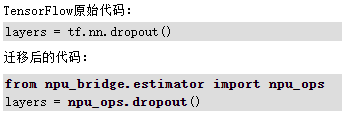 TensorFlow原始代码：
layers = tf.nn.dropout()
迁移后的代码：
from npu_bridge.estimator import npu_ops
layers = npu_ops.dropout()